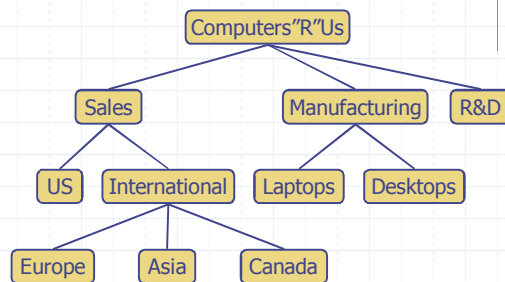 Computers”R”Us
Sales
Manufacturing
R&D
US
International
Laptops
Desktops
Europe
Asia
Canada